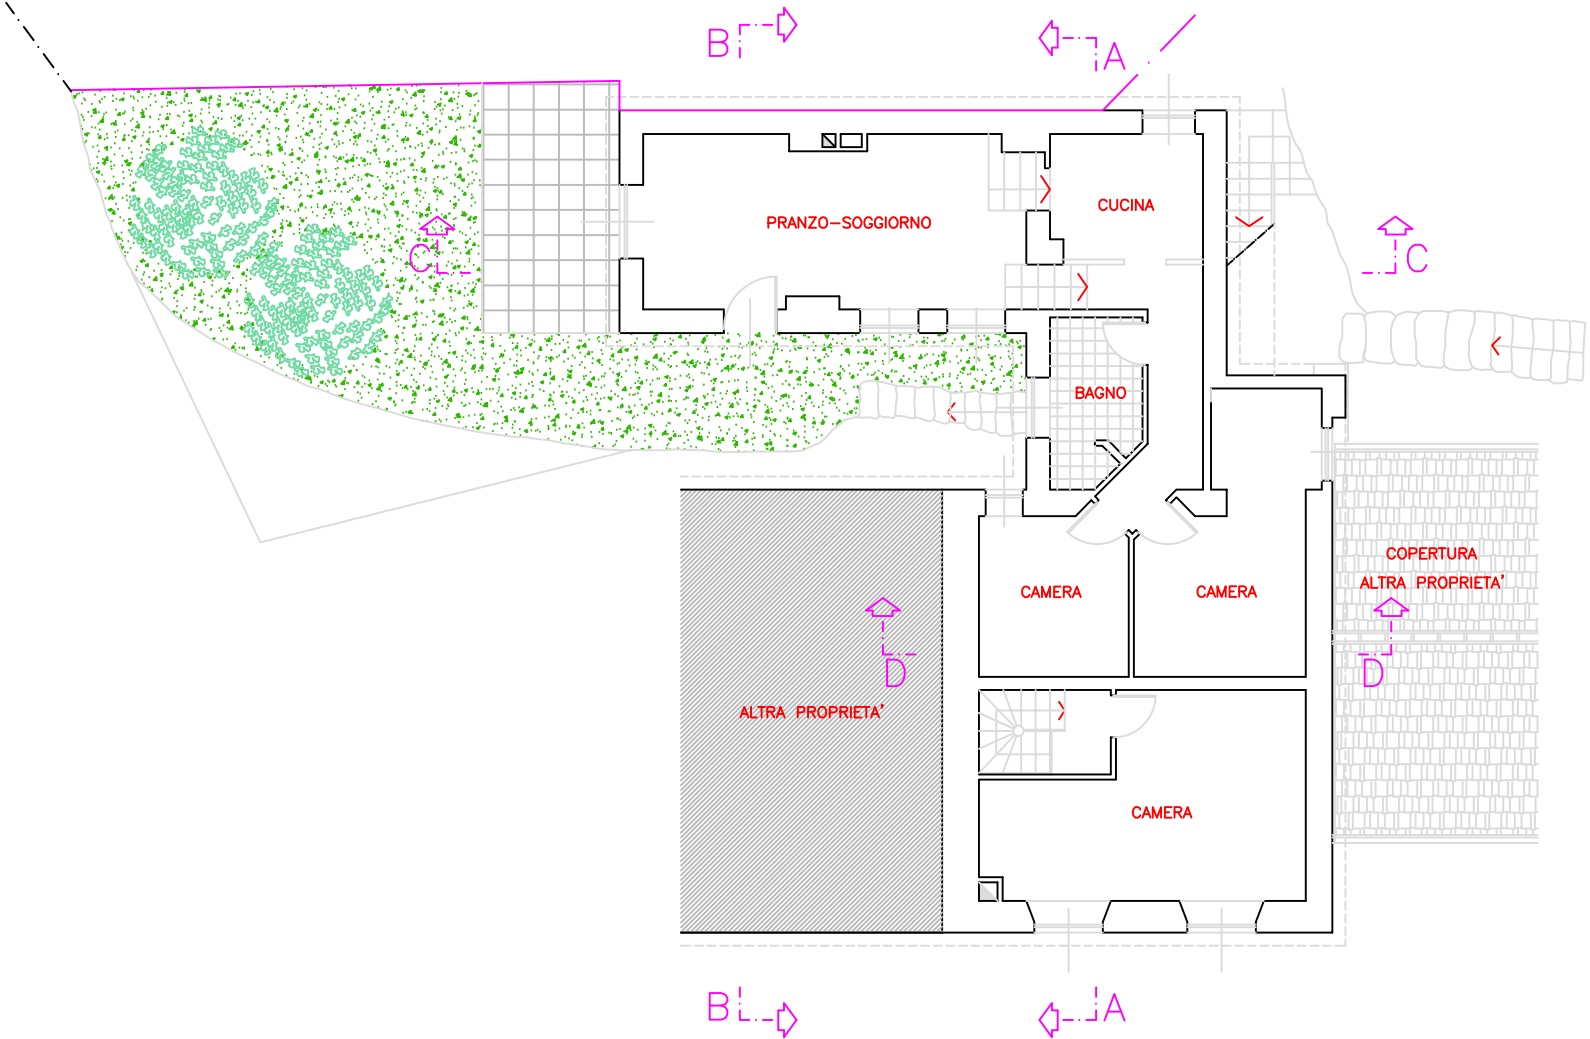 B
A
CUCINA
PRANZO-SOGGIORNO
C
C
BAGNO
COPERTURA
ALTRA PROPRIETA'
CAMERA
CAMERA
D
D
ALTRA PROPRIETA'
CAMERA
B
A